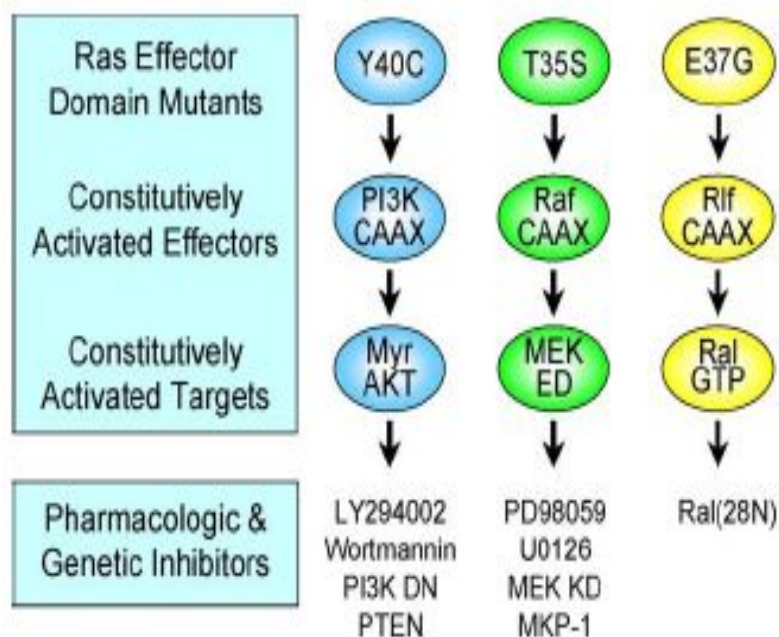 Ras Effector
Domain Mutants
Y40C
T35S
E37G
Constitutively
Activated Effectors
PI3K
CAAX
Raf
CAAX
Rlf
CAAX
Constitutively
Activated Targets
Myr
AKT
MEK
ED
Ral
GTP
Pharmacologic &
Genetic Inhibitors
LY294002
Wortmannin
PI3K DN
PTEN
PD98059
U0126
MEK KD
MKP-1
Ral(28N)